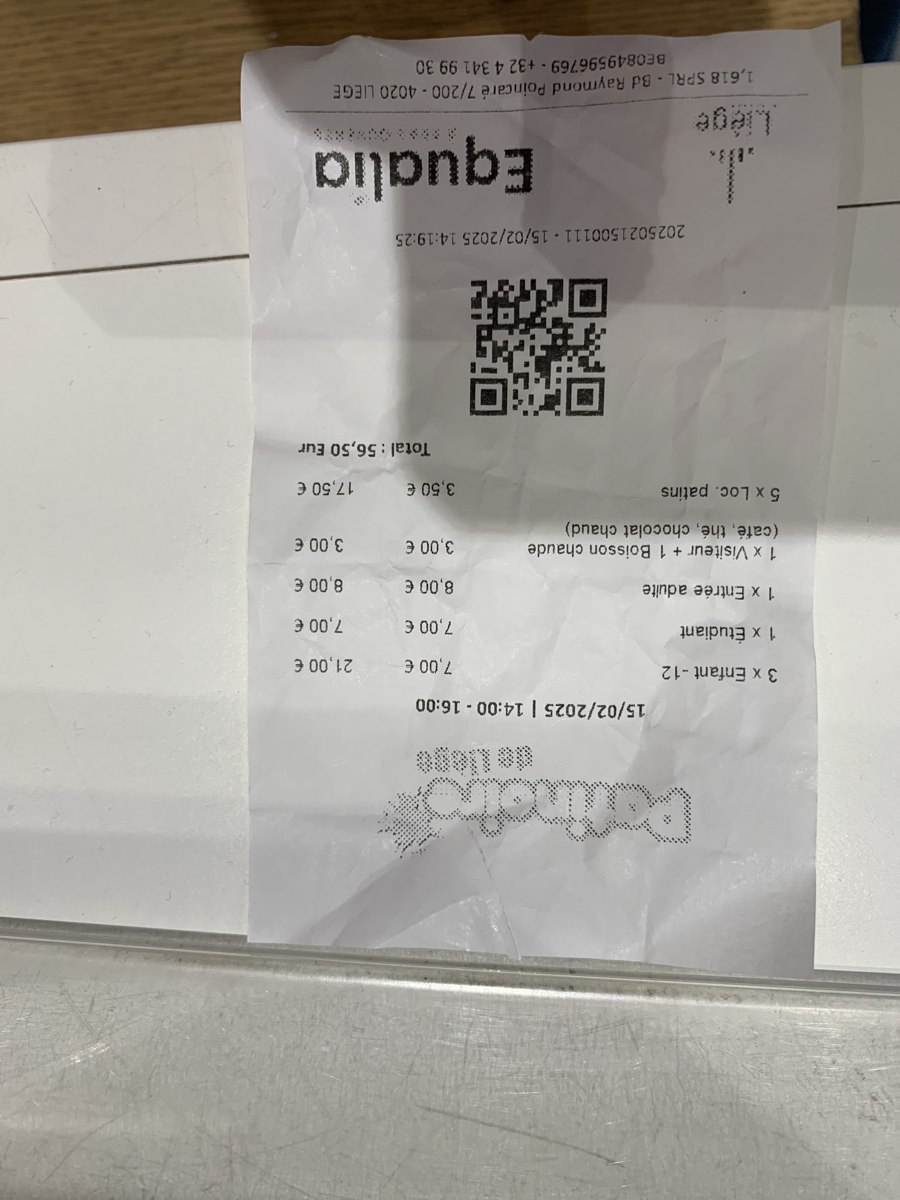 Patinoire
de Liège
15/02/2025 | 14:00 - 16:00
3 x Enfant -12 7,00 € 21,00 €
1 x Étudiant 7,00 € 7,00 €
1 x Entrée adulte 8,00 € 8,00 €
1 x Visiteur + 1 Boisson chaude 3,00 € 3,00 €
(café, thé, chocolat chaud)
5 x Loc. patins 3,50 € 17,50 €
Total : 56,50 Eur
2025021500111 - 15/02/2025 14:19:25
Liège
Equalia
1,618 SPRL - Bd Raymond Poincaré 7/200 - 4020 LIEGE
BE0849596769 - +32 4 341 99 30